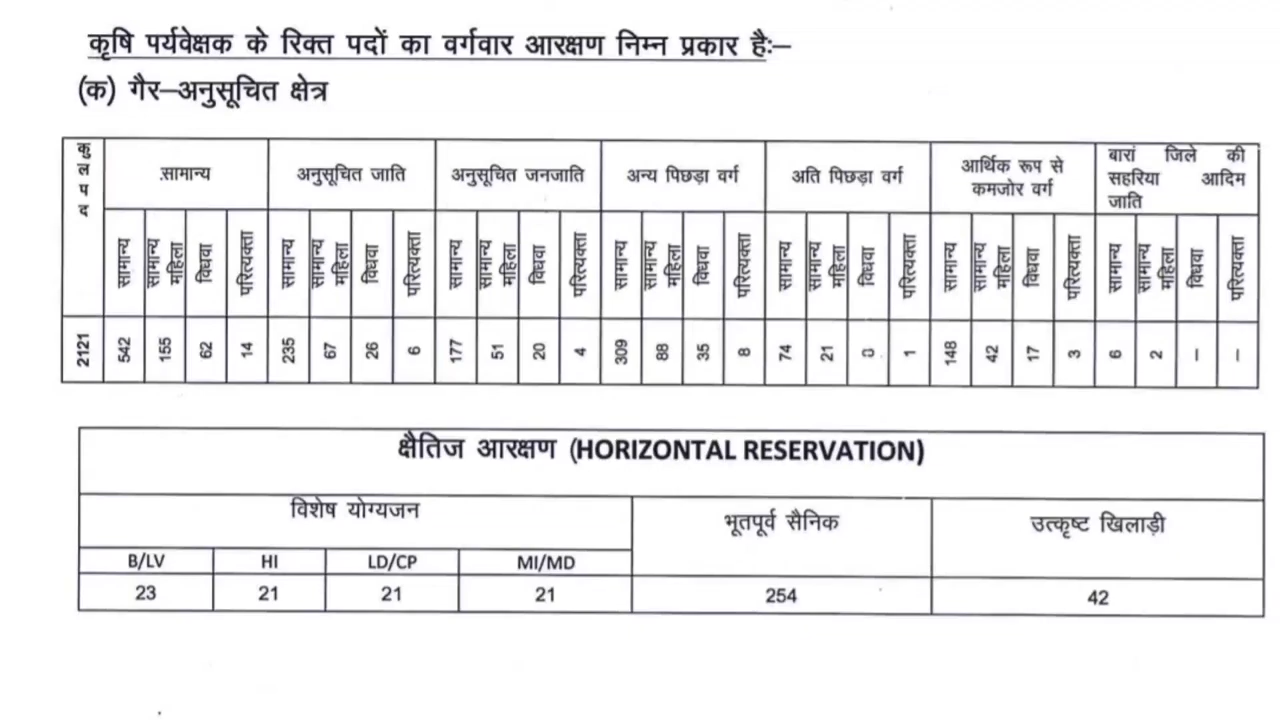 कृषि पर्यवेक्षक के रिक्त पदों का वर्गवार आरक्षण निम्न प्रकार हैः–
(क) गैर–अनुसूचित क्षेत्र
कुल पद सामान्य अनुसूचित जाति अनुसूचित जनजाति अन्य पिछड़ा वर्ग अति पिछड़ा वर्ग आर्थिक रूप से कमजोर वर्ग बारां जिले की सहरिया आदिम जाति
सामान्य सामान्य महिला विधवा परित्यक्ता सामान्य सामान्य महिला विधवा परित्यक्ता सामान्य सामान्य महिला विधवा परित्यक्ता सामान्य सामान्य महिला विधवा परित्यक्ता सामान्य सामान्य महिला विधवा परित्यक्ता सामान्य सामान्य महिला विधवा परित्यक्ता सामान्य सामान्य महिला विधवा परित्यक्ता
2121 542 155 62 14 235 67 26 6 177 51 20 4 309 88 35 8 74 21 8 1 148 42 17 3 6 2 – –
क्षैतिज आरक्षण (HORIZONTAL RESERVATION)
विशेष योग्यजन भूतपूर्व सैनिक उत्कृष्ट खिलाड़ी
B/LV HI LD/CP MI/MD
23 21 21 21 254 42